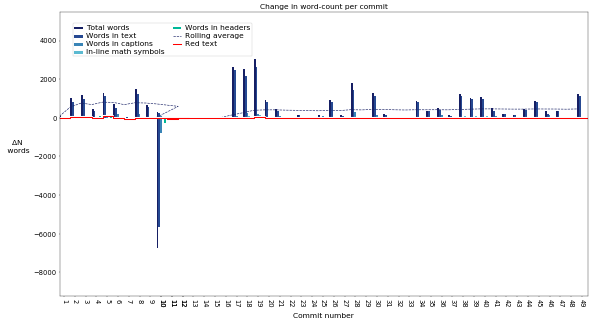 Change in word-count per commit
Total words
Words in text
Words in captions
In-line math symbols
Words in headers
Rolling average
Red text
4000
2000
0
−2000
−4000
−6000
−8000
ΔN
words
1 2 3 4 5 6 7 8 9 10 11 12 13 14 15 16 17 18 19 20 21 22 23 24 25 26 27 28 29 30 31 32 33 34 35 36 37 38 39 40 41 42 43 44 45 46 47 48 49
Commit number